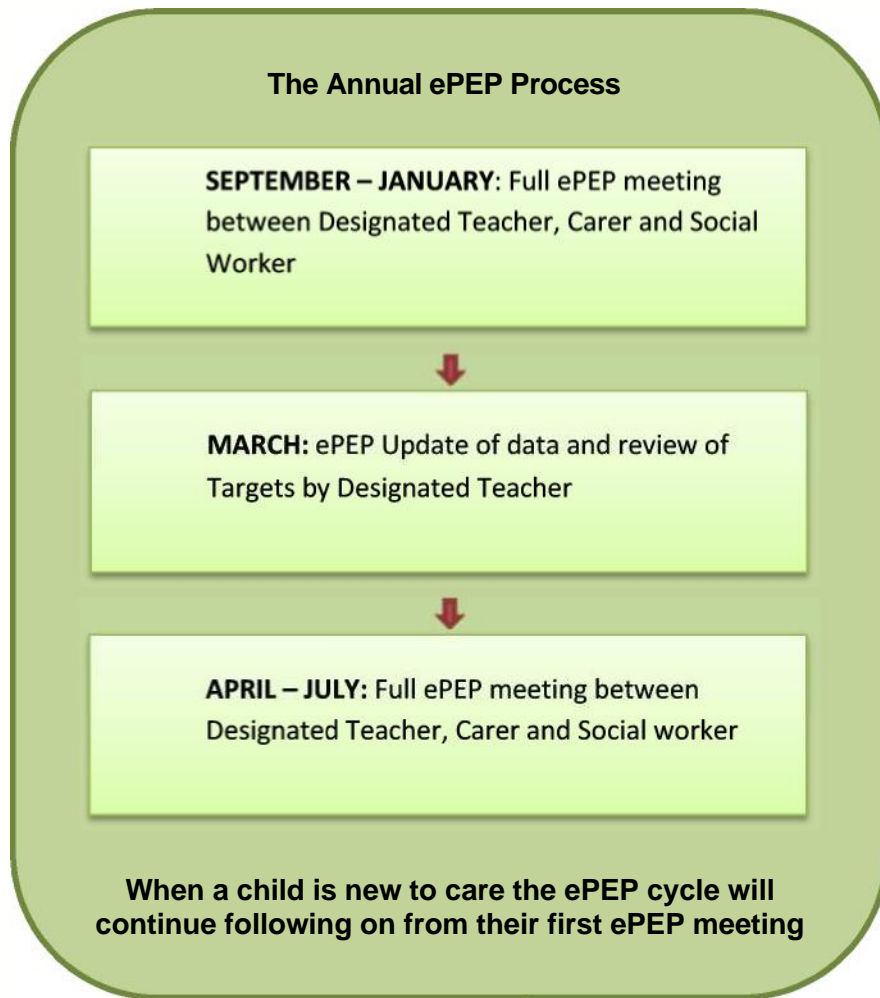 The Annual ePEP Process
SEPTEMBER – JANUARY: Full ePEP meeting
between Designated Teacher, Carer and Social
Worker
MARCH: ePEP Update of data and review of
Targets by Designated Teacher
APRIL – JULY: Full ePEP meeting between
Designated Teacher, Carer and Social worker
When a child is new to care the ePEP cycle will
continue following on from their first ePEP meeting